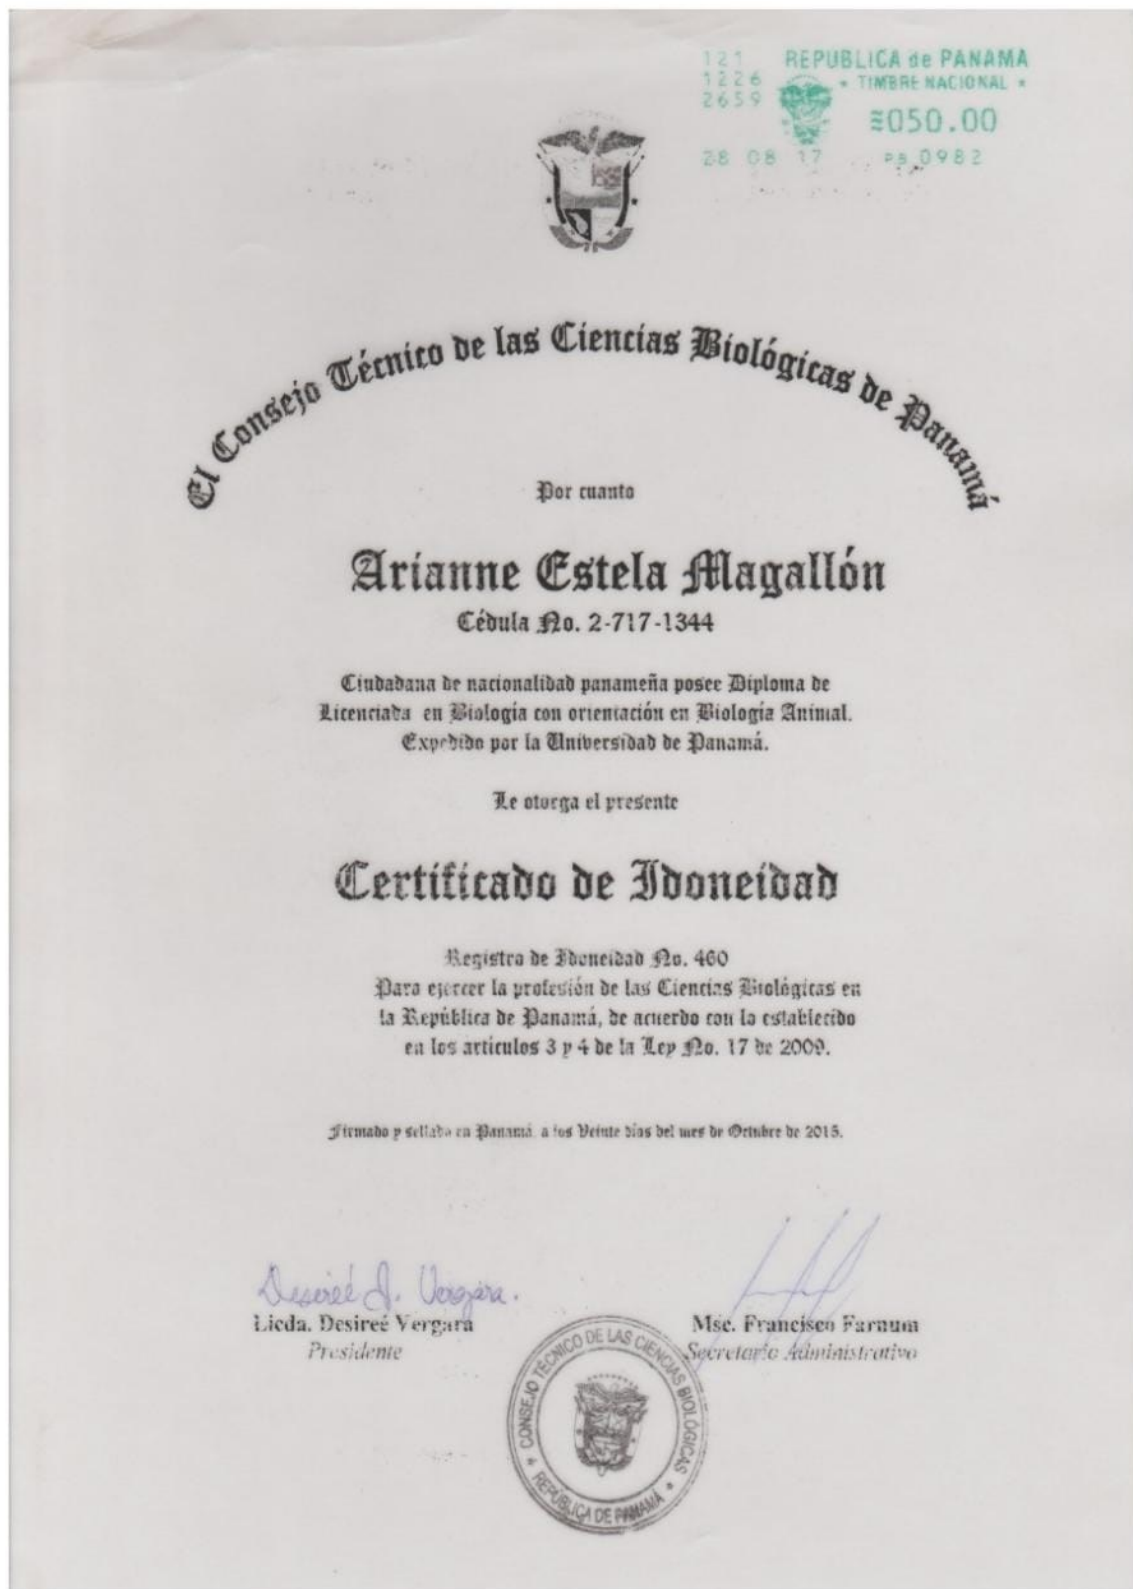 121 REPUBLICA de PANAMA
1226 * TIMBRE NACIONAL *
2659 ≡050.00
28 08 17 PB 0982
El Consejo Técnico de las Ciencias Biológicas de Panamá
Por cuanto
Arianne Estela Magallón
Cédula No. 2-717-1344
Ciudadana de nacionalidad panameña posee Diploma de
Licenciada en Biología con orientación en Biología Animal.
Expedido por la Universidad de Panamá.
Le otorga el presente
Certificado de Idoneidad
Registro de Idoneidad No. 460
Para ejercer la profesión de las Ciencias Biológicas en
la República de Panamá, de acuerdo con lo establecido
en los artículos 3 y 4 de la Ley No. 17 de 2009.
Firmado y sellado en Panamá, a los Veinte días del mes de Octubre de 2015.
Desireé J. Vergara.
Licda. Desireé Vergara
Presidente
Msc. Francisco Farnum
Secretario Administrativo
CONSEJO TÉCNICO DE LAS CIENCIAS BIOLÓGICAS
* REPÚBLICA DE PANAMÁ *